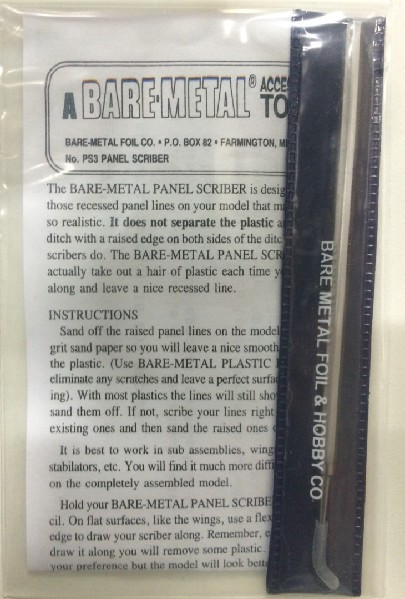 A BARE-METAL® ACCES
TO
BARE-METAL FOIL CO. • P.O. BOX 82 • FARMINGTON, MI
No. PS3 PANEL SCRIBER
The BARE-METAL PANEL SCRIBER is desig
those recessed panel lines on your model that m
so realistic. It does not separate the plastic a
ditch with a raised edge on both sides of the ditc
scribers do. The BARE-METAL PANEL SCR
actually take out a hair of plastic each time y
along and leave a nice recessed line.
INSTRUCTIONS
Sand off the raised panel lines on the model
grit sand paper so you will leave a nice smooth
the plastic. (Use BARE-METAL PLASTIC
eliminate any scratches and leave a perfect surfa
ing). With most plastics the lines will still sho
sand them off. If not, scribe your lines right
existing ones and then sand the raised ones
It is best to work in sub assemblies, wing
stabilators, etc. You will find it much more diff
on the completely assembled model.
Hold your BARE-METAL PANEL SCRIBE
cil. On flat surfaces, like the wings, use a flex
edge to draw your scriber along. Remember, e
draw it along you will remove some plastic.
your preference but the model will look bett
BARE METAL FOIL & HOBBY CO.